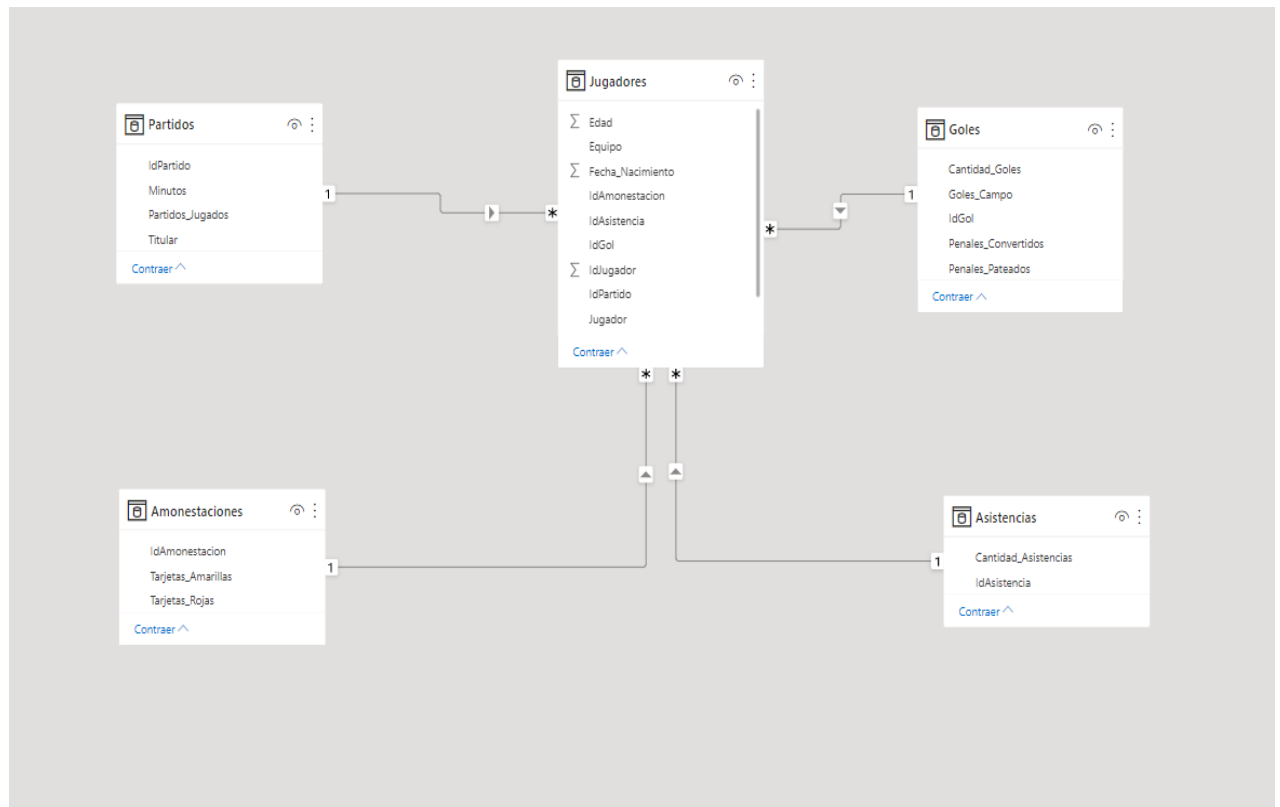 Partidos
IdPartido
Minutos
Partidos_Jugados
Titular
Contraer
1
*
Jugadores
Σ Edad
Equipo
Σ Fecha_Nacimiento
IdAmonestacion
IdAsistencia
IdGol
Σ IdJugador
IdPartido
Jugador
Contraer
*
1
Goles
Cantidad_Goles
Goles_Campo
IdGol
Penales_Convertidos
Penales_Pateados
Contraer
* *
Amonestaciones
IdAmonestacion
Tarjetas_Amarillas
Tarjetas_Rojas
Contraer
1
1
Asistencias
Cantidad_Asistencias
IdAsistencia
Contraer